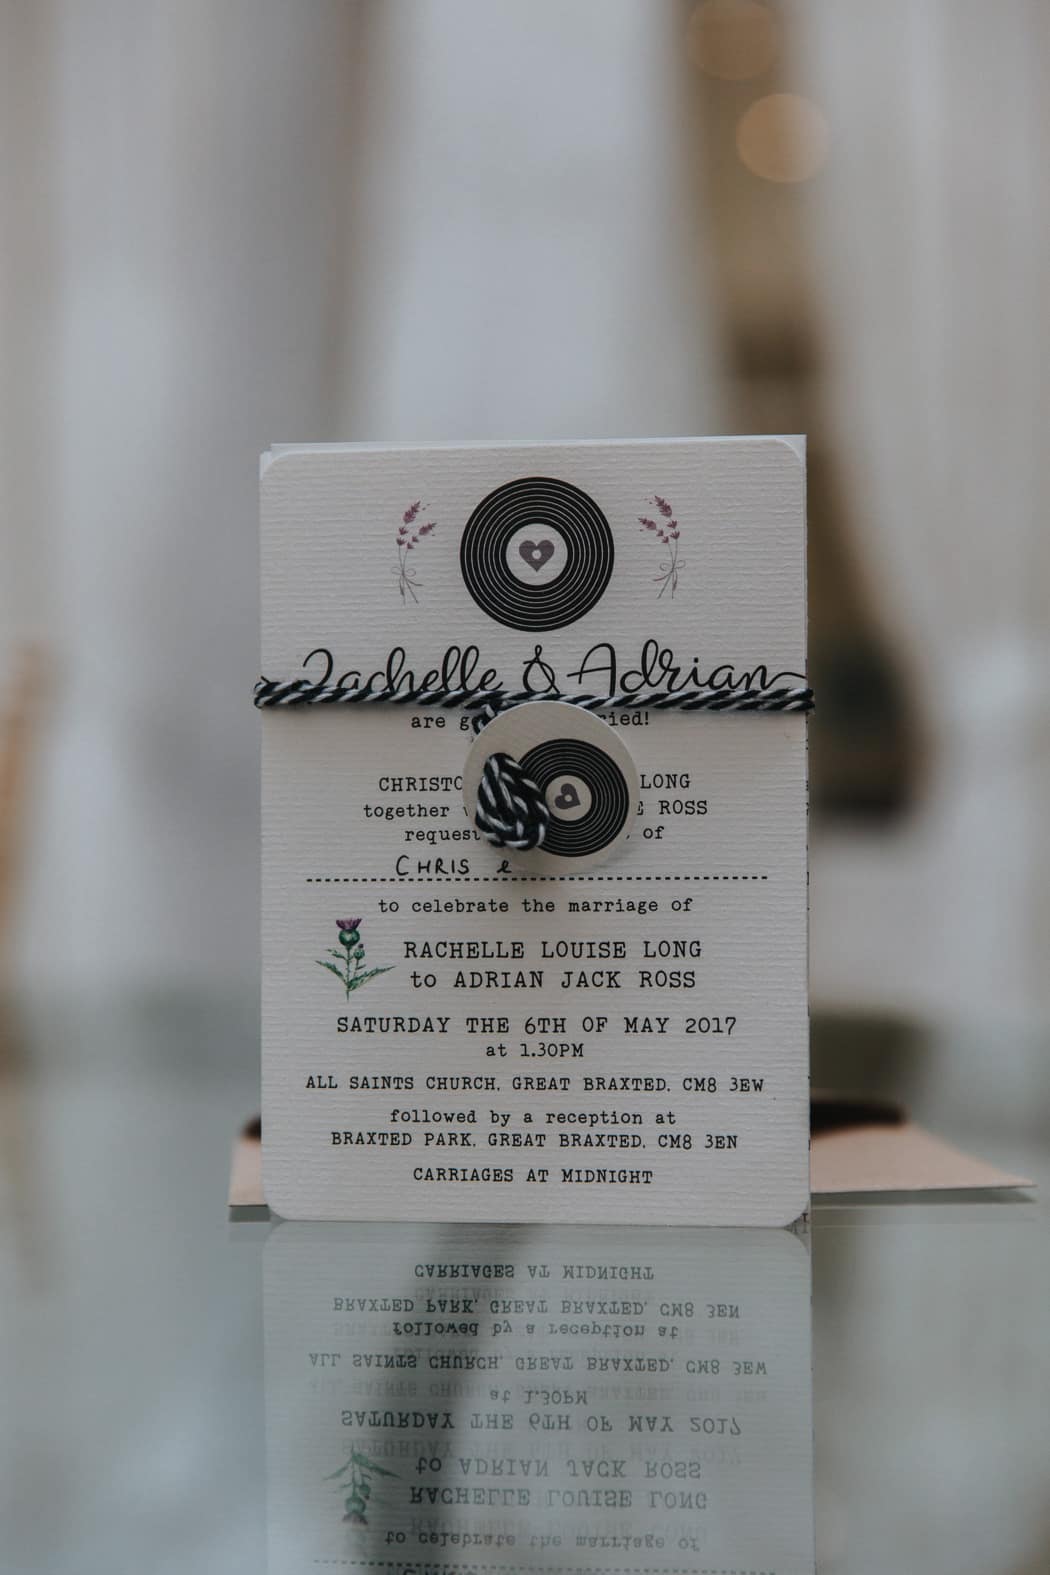 Rachelle & Adrian
are
CHRISTO LONG
together ROSS
of
CHRIS &
to celebrate the marriage of
RACHELLE LOUISE LONG
to ADRIAN JACK ROSS
SATURDAY THE 6TH OF MAY 2017
at 1.30PM
ALL SAINTS CHURCH, GREAT BRAXTED, CM8 3EW
followed by a reception at
BRAXTED PARK, GREAT BRAXTED, CM8 3EN
CARRIAGES AT MIDNIGHT